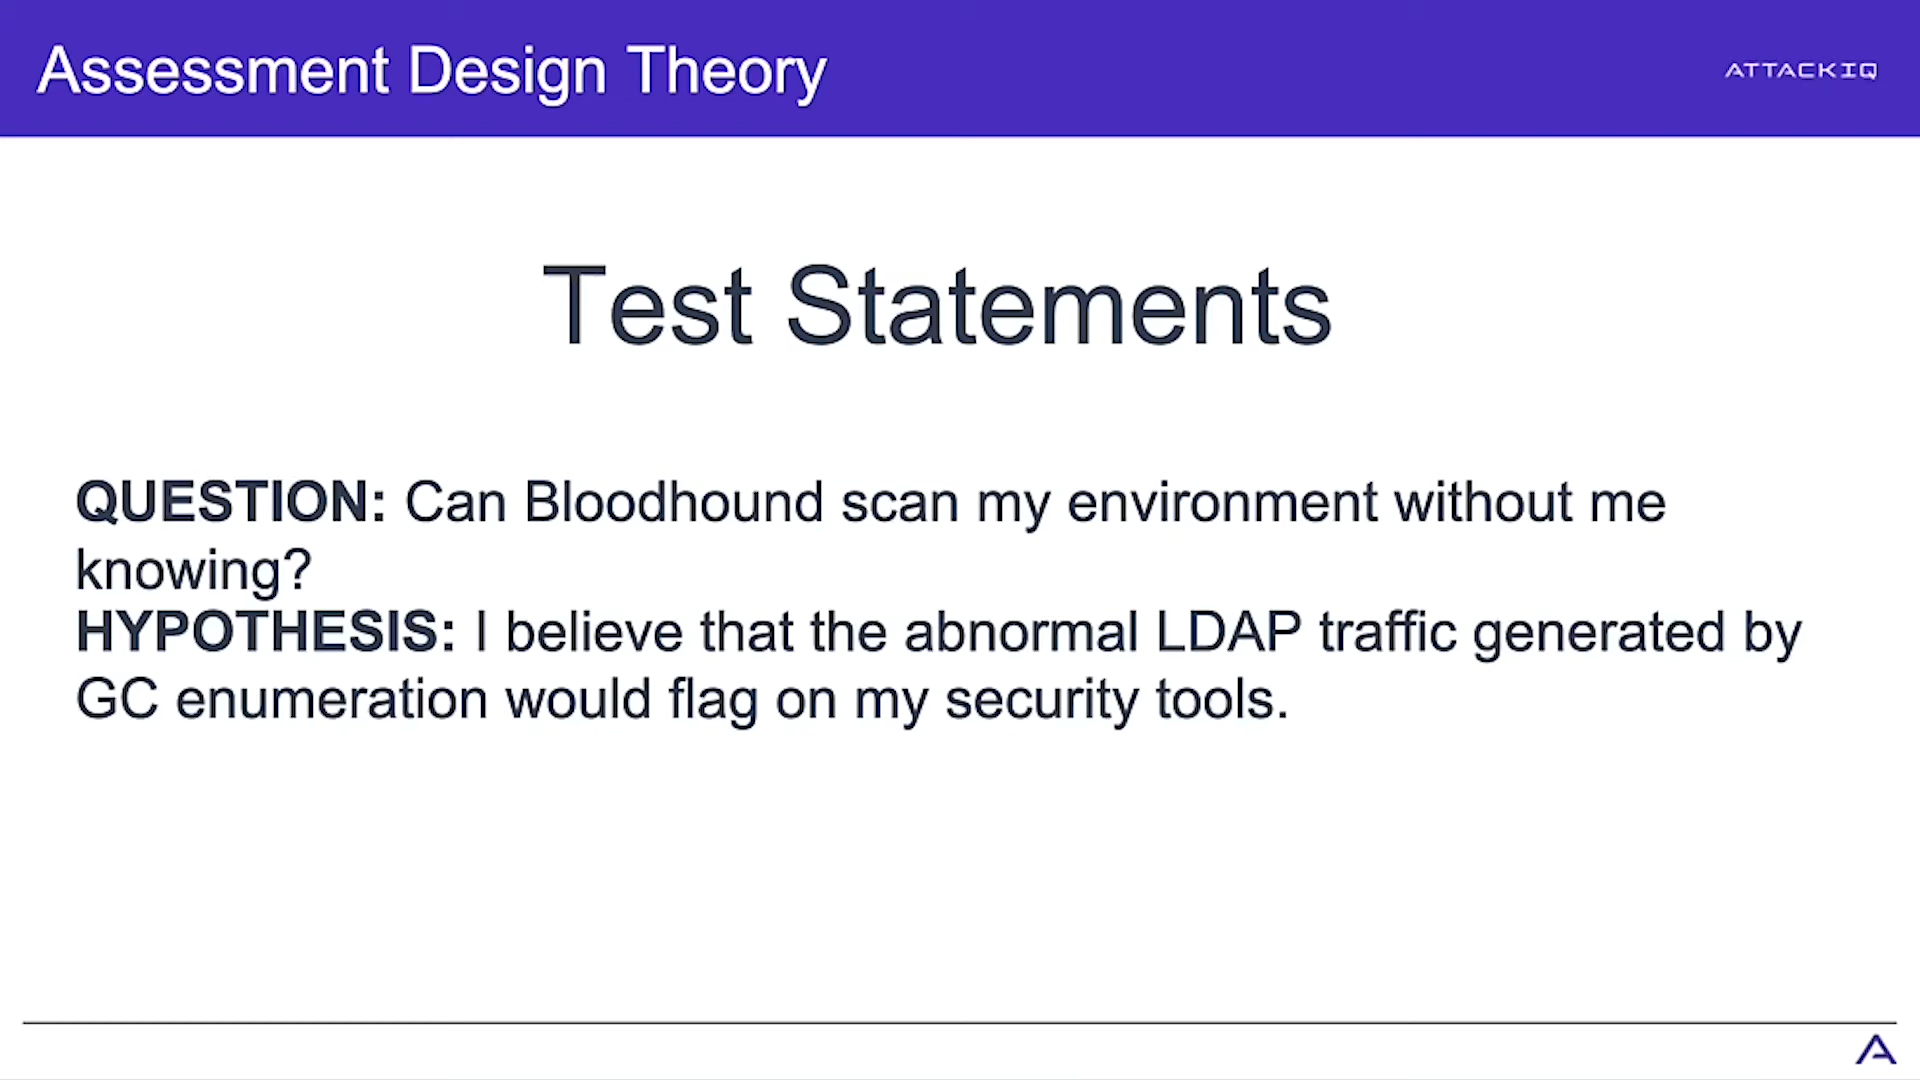 Assessment Design Theory
ATTACKIQ
Test Statements
QUESTION: Can Bloodhound scan my environment without me
knowing?
HYPOTHESIS: I believe that the abnormal LDAP traffic generated by
GC enumeration would flag on my security tools.